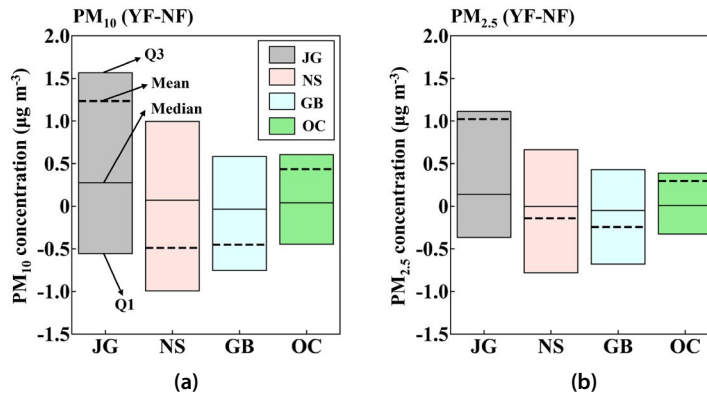 PM10 (YF-NF)
2.0
1.5
1.0
0.5
0
-0.5
-1.0
-1.5
PM10 concentration (μg m-3)
Q3
Mean
Median
Q1
JG
NS
GB
OC
JG NS GB OC
(a)
PM2.5 (YF-NF)
2.0
1.5
1.0
0.5
0
-0.5
-1.0
-1.5
PM2.5 concentration (μg m-3)
JG NS GB OC
(b)